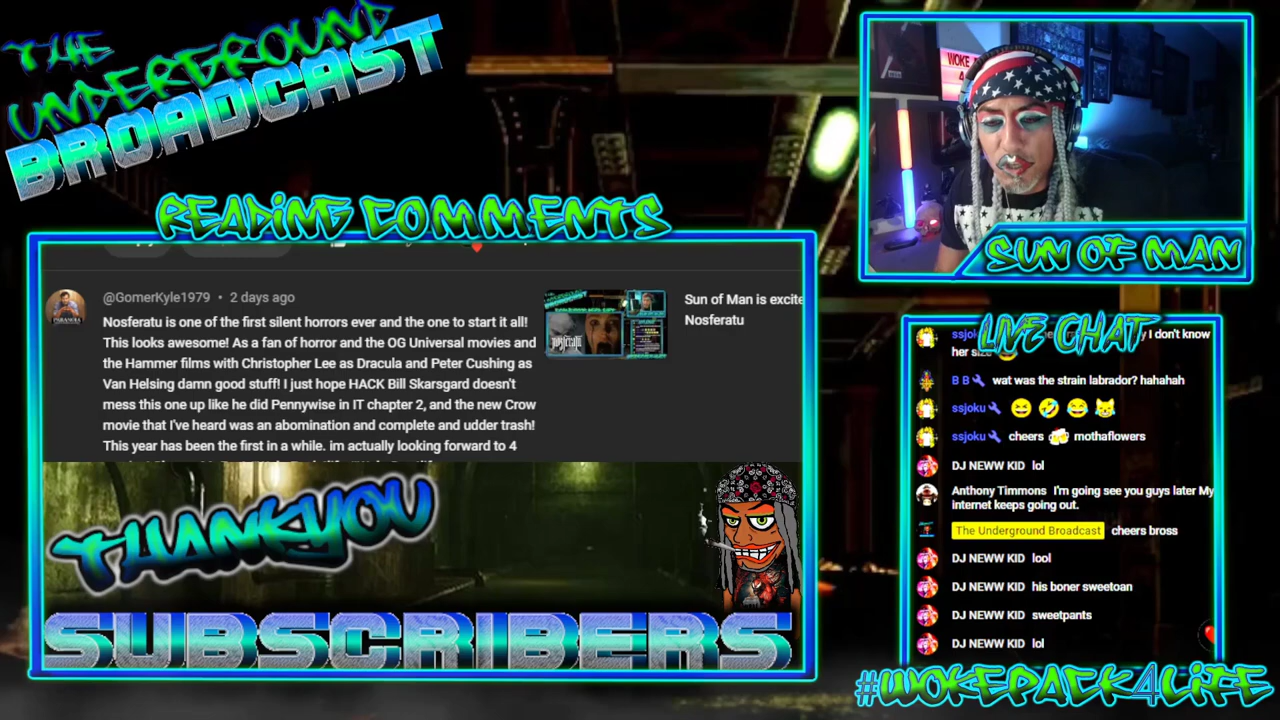 THE
UNDERGROUND
BROADCAST
READING COMMENTS
@GomerKyle1979 • 2 days ago
Nosferatu is one of the first silent horrors ever and the one to start it all!
This looks awesome! As a fan of horror and the OG Universal movies and
the Hammer films with Christopher Lee as Dracula and Peter Cushing as
Van Helsing damn good stuff! I just hope HACK Bill Skarsgard doesn't
mess this one up like he did Pennywise in IT chapter 2, and the new Crow
movie that I've heard was an abomination and complete and udder trash!
This year has been the first in a while. im actually looking forward to 4
Sun of Man is excite
Nosferatu
THANKYOU
SUBSCRIBERS
WOKE
SUN OF MAN
LIVE CHAT
ssjok
I don't know
her
B B wat was the strain labrador? hahahah
ssjoku
ssjoku cheers mothaflowers
DJ NEWW KID lol
Anthony Timmons I'm going see you guys later My
internet keeps going out.
The Underground Broadcast cheers bross
DJ NEWW KID lool
DJ NEWW KID his boner sweetoan
DJ NEWW KID sweetpants
DJ NEWW KID lol
#WOKEPACK4LIFE